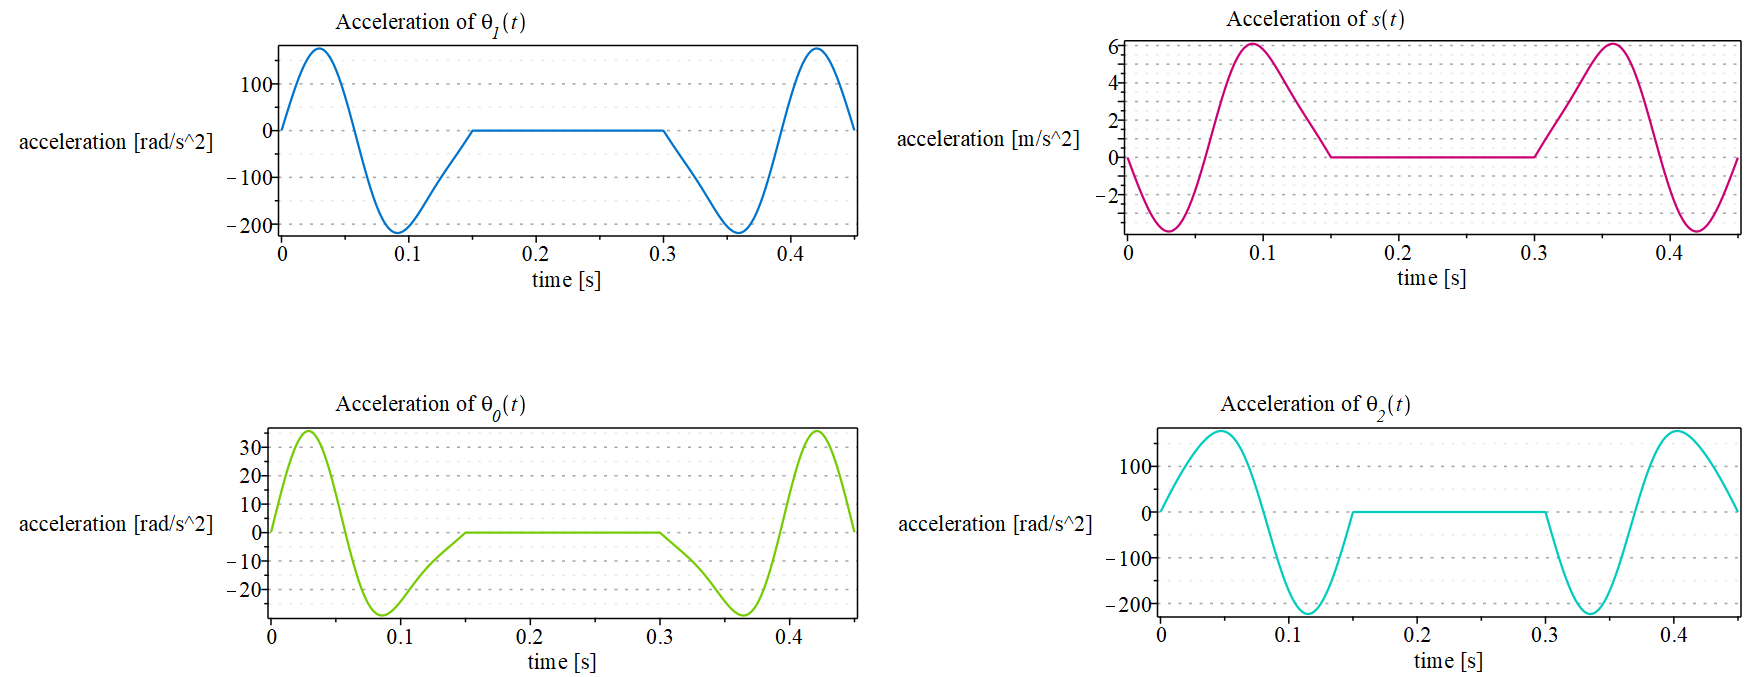 Acceleration of θ₁(t)
100
0
−100
−200
acceleration [rad/s^2]
0 0.1 0.2 0.3 0.4
time [s]
Acceleration of s(t)
6
4
2
0
−2
acceleration [m/s^2]
0 0.1 0.2 0.3 0.4
time [s]
Acceleration of θ₀(t)
30
20
10
0
−10
−20
acceleration [rad/s^2]
0 0.1 0.2 0.3 0.4
time [s]
Acceleration of θ₂(t)
100
0
−100
−200
acceleration [rad/s^2]
0 0.1 0.2 0.3 0.4
time [s]